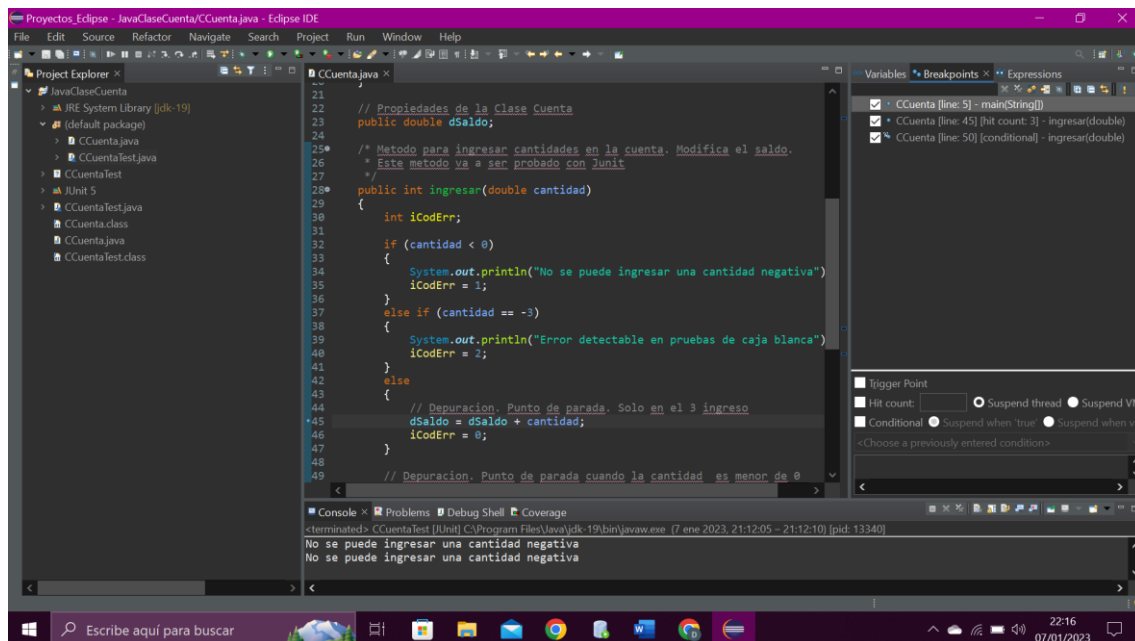 Proyectos_Eclipse - JavaClaseCuenta/CCuenta.java - Eclipse IDE
File Edit Source Refactor Navigate Search Project Run Window Help
Project Explorer
JavaClaseCuenta
JRE System Library [jdk-19]
(default package)
CCuenta.java
CCuentaTest.java
CCuentaTest
JUnit 5
CCuentaTest.java
CCuenta.class
CCuenta.java
CCuentaTest.class
CCuenta.java
21 }
22 // Propiedades de la Clase Cuenta
23 public double dSaldo;
24
25 /* Metodo para ingresar cantidades en la cuenta. Modifica el saldo.
26 * Este metodo va a ser probado con Junit
27 */
28 public int ingresar(double cantidad)
29 {
30 int iCodErr;
31
32 if (cantidad < 0)
33 {
34 System.out.println("No se puede ingresar una cantidad negativa")
35 iCodErr = 1;
36 }
37 else if (cantidad == -3)
38 {
39 System.out.println("Error detectable en pruebas de caja blanca")
40 iCodErr = 2;
41 }
42 else
43 {
44 // Depuracion. Punto de parada. Solo en el 3 ingreso
45 dSaldo = dSaldo + cantidad;
46 iCodErr = 0;
47 }
48
49 // Depuracion. Punto de parada cuando la cantidad es menor de 0
Variables Breakpoints Expressions
CCuenta [line: 5] - main(String[])
CCuenta [line: 45] [hit count: 3] - ingresar(double)
CCuenta [line: 50] [conditional] - ingresar(double)
Trigger Point
Hit count: Suspend thread Suspend VM
Conditional Suspend when 'true' Suspend when v
<Choose a previously entered condition>
Console Problems Debug Shell Coverage
<terminated> CCuentaTest [JUnit] C:\Program Files\Java\jdk-19\bin\javaw.exe (7 ene 2023, 21:12:05 – 21:12:10) [pid: 13340]
No se puede ingresar una cantidad negativa
No se puede ingresar una cantidad negativa
Escribe aquí para buscar
22:16
07/01/2023